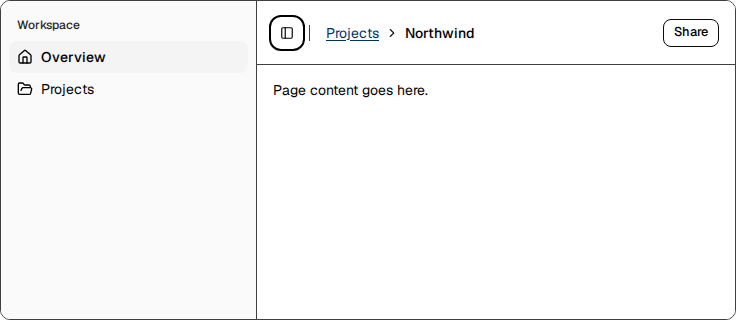 Workspace
Overview
Projects
Projects > Northwind
Share
Page content goes here.